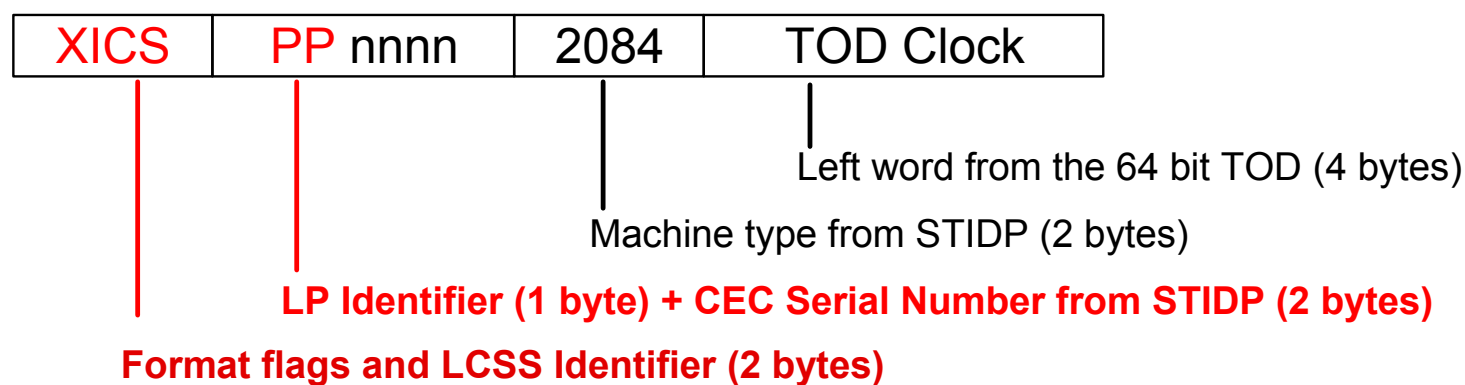 XICS PP nnnn 2084 TOD Clock
Left word from the 64 bit TOD (4 bytes)
Machine type from STIDP (2 bytes)
LP Identifier (1 byte) + CEC Serial Number from STIDP (2 bytes)
Format flags and LCSS Identifier (2 bytes)